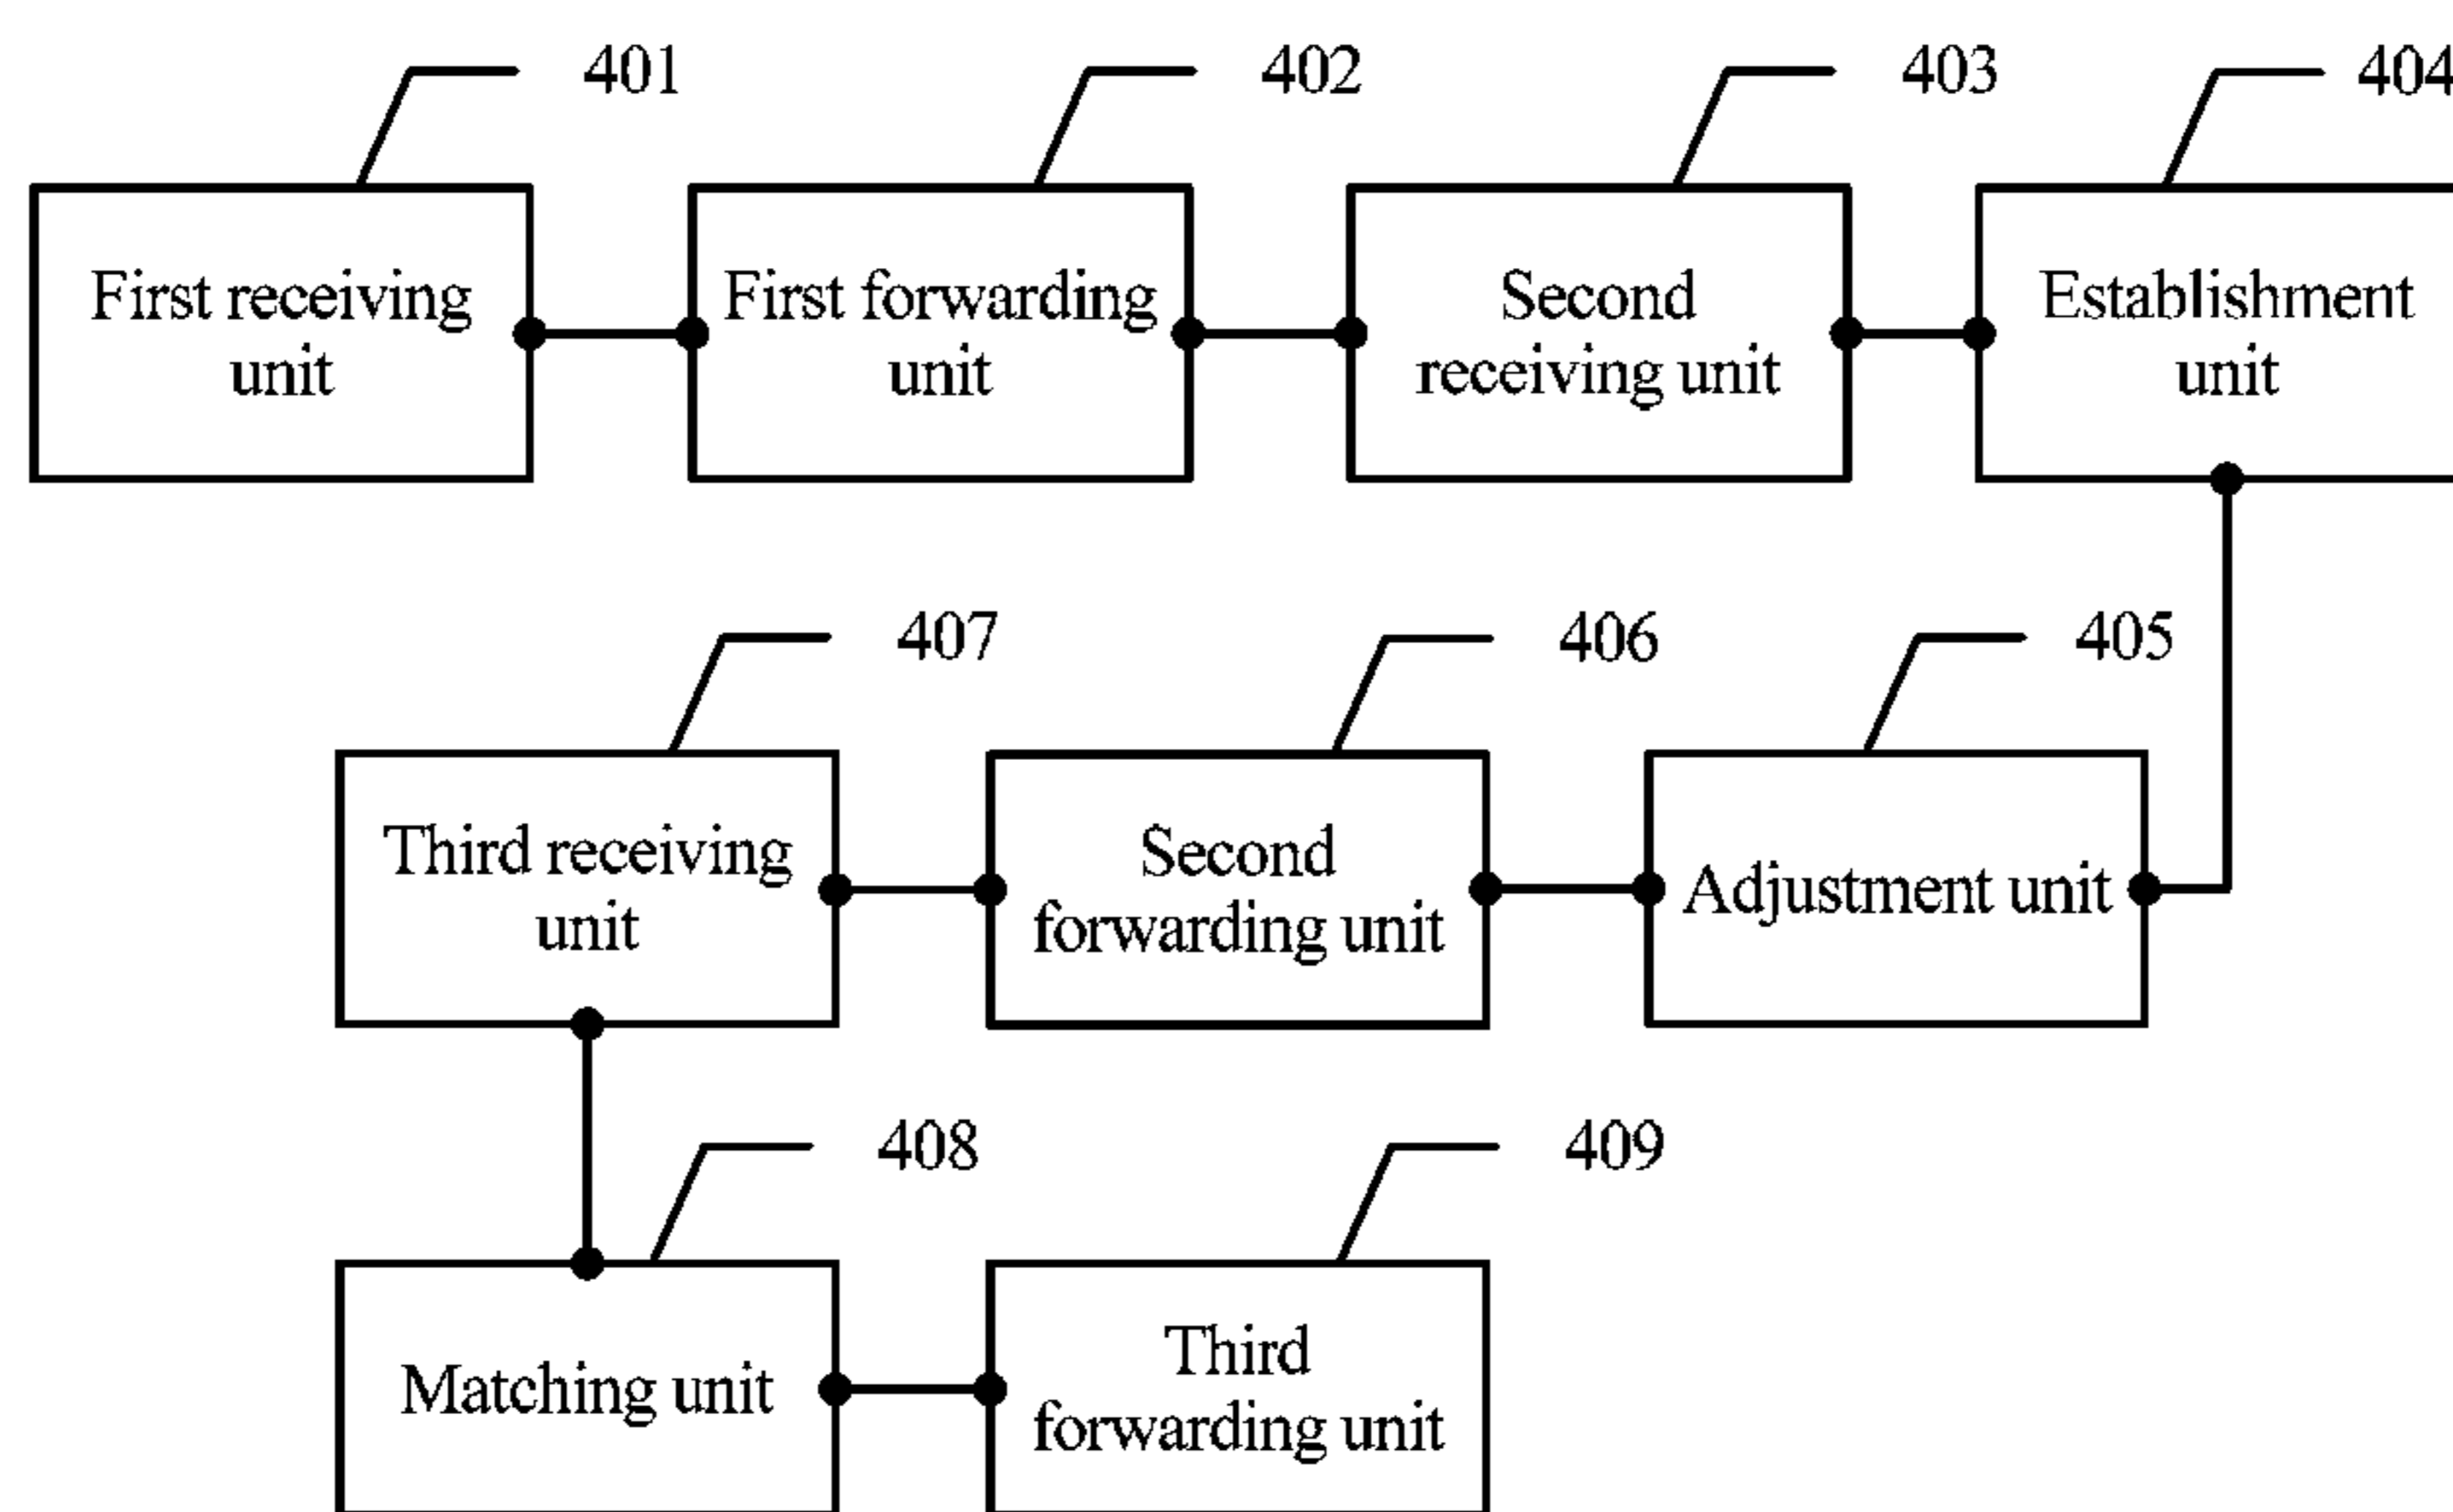 401
402
403
404
First receiving
unit
First forwarding
unit
Second
receiving unit
Establishment
unit
407
406
405
Third receiving
unit
Second
forwarding unit
Adjustment unit
408
409
Matching unit
Third
forwarding unit